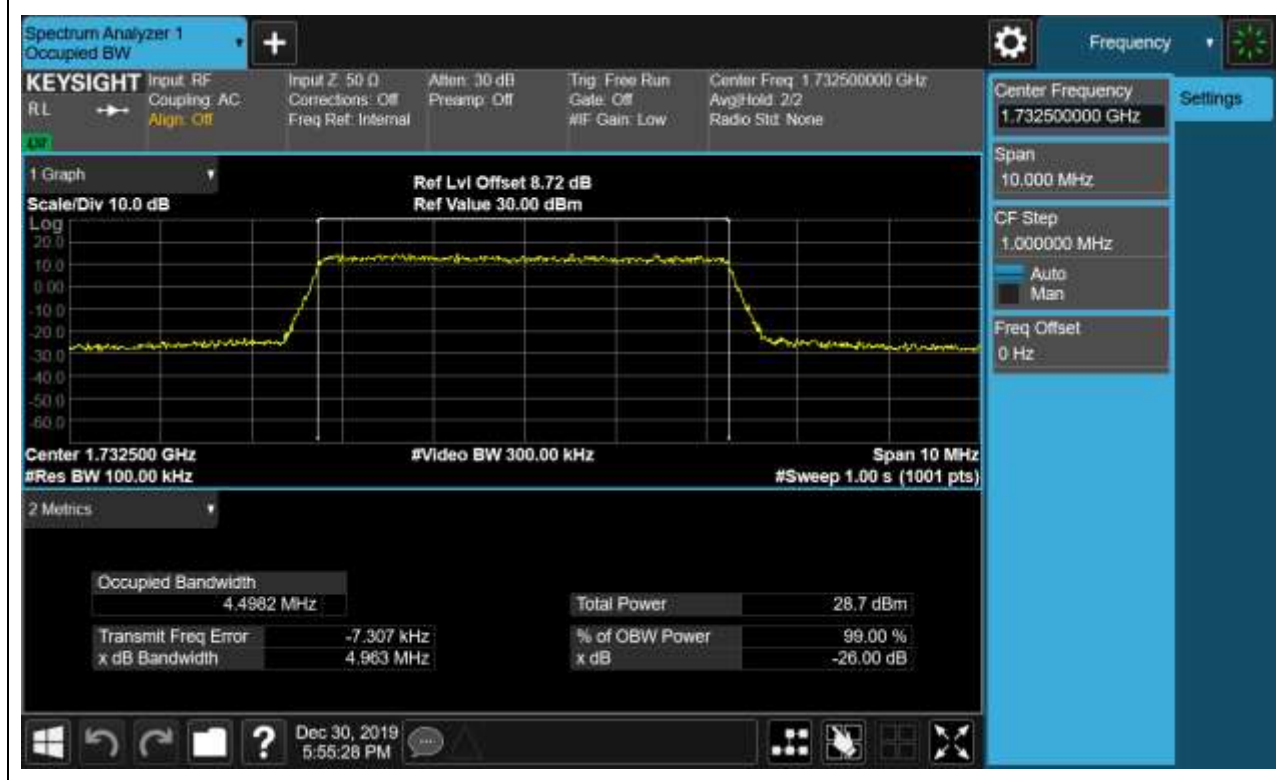 Spectrum Analyzer 1
Occupied BW
+
Frequency
KEYSIGHT
RL
Input: RF
Coupling: AC
Align: Off
Input Z: 50 Ω
Corrections: Off
Freq Ref: Internal
Atten: 30 dB
Preamp: Off
Trig: Free Run
Gate: Off
#IF Gain: Low
Center Freq: 1.732500000 GHz
Avg|Hold: 2/2
Radio Std: None
Center Frequency
1.732500000 GHz
Settings
Span
10.000 MHz
CF Step
1.000000 MHz
Auto
Man
Freq Offset
0 Hz
1 Graph
Scale/Div 10.0 dB
Ref Lvl Offset 8.72 dB
Ref Value 30.00 dBm
Log
20.0
10.0
0.00
-10.0
-20.0
-30.0
-40.0
-50.0
-60.0
Center 1.732500 GHz
#Video BW 300.00 kHz
Span 10 MHz
#Res BW 100.00 kHz
#Sweep 1.00 s (1001 pts)
2 Metrics
Occupied Bandwidth
4.4982 MHz
Total Power 28.7 dBm
Transmit Freq Error -7.307 kHz
% of OBW Power 99.00 %
x dB Bandwidth 4.963 MHz
x dB -26.00 dB
?
Dec 30, 2019
5:55:28 PM